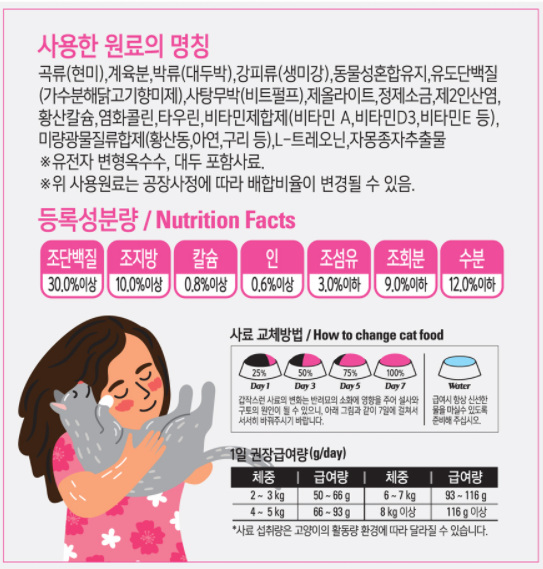 사용한 원료의 명칭
곡류(현미),계육분,박류(대두박),강피류(생미강),동물성혼합유지,유도단백질
(가수분해닭고기향미제),사탕무박(비트펄프),제올라이트,정제소금,제2인산염,
황산칼슘,염화콜린,타우린,비타민제합제(비타민 A,비타민D3,비타민E 등),
미량광물질류합제(황산동,아연,구리 등),L-트레오닌,자몽종자추출물
※유전자 변형옥수수, 대두 포함사료.
※위 사용원료는 공장사정에 따라 배합비율이 변경될 수 있음.
등록성분량 / Nutrition Facts
조단백질 조지방 칼슘 인 조섬유 조회분 수분
30.0%이상 10.0%이상 0.8%이상 0.6%이상 3.0%이하 9.0%이하 12.0%이하
사료 교체방법 / How to change cat food
25% 50% 75% 100%
Day 1 Day 3 Day 5 Day 7 Water
갑작스런 사료의 변화는 반려묘의 소화에 영향을 주어 설사와
구토의 원인이 될 수 있으니, 아래 그림과 같이 7일에 걸쳐서
서서히 바꿔주시기 바랍니다.
급여시 항상 신선한
물을 마실수 있도록
준비해 주십시오.
1일 권장급여량(g/day)
체중 급여량 체중 급여량
2 ~ 3 kg 50 ~ 66 g 6 ~ 7 kg 93 ~ 116 g
4 ~ 5 kg 66 ~ 93 g 8 kg 이상 116 g 이상
*사료 섭취량은 고양이의 활동량 환경에 따라 달라질 수 있습니다.